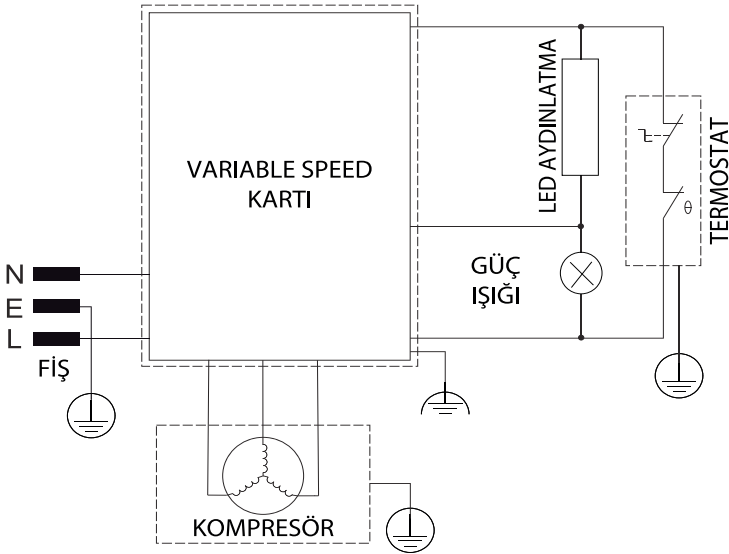 VARIABLE SPEED
KARTI
LED AYDINLATMA
TERMOSTAT
θ
GÜÇ
IŞIĞI
N
E
L
FİŞ
KOMPRESÖR